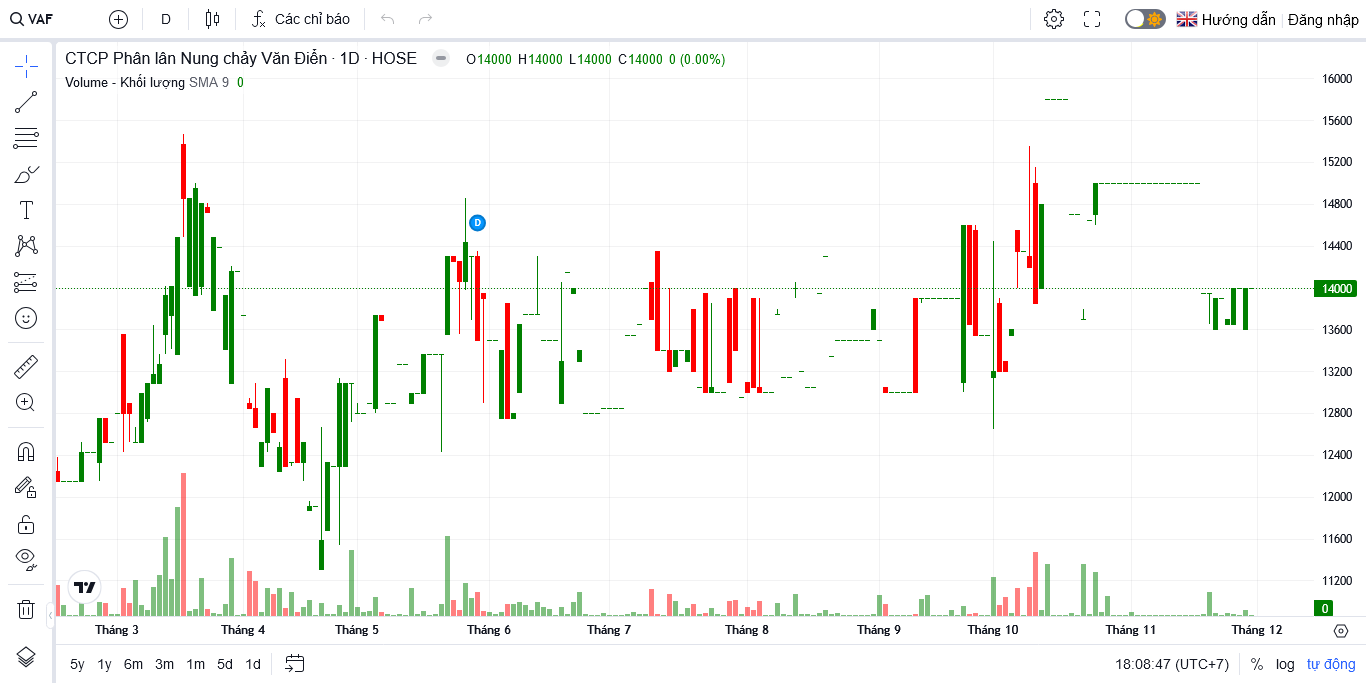 VAF D Các chỉ báo Hướng dẫn Đăng nhập
CTCP Phân lân Nung chảy Văn Điển · 1D · HOSE O14000 H14000 L14000 C14000 0 (0.00%)
Volume - Khối lượng SMA 9 0
D
16000
15600
15200
14800
14400
14000
13600
13200
12800
12400
12000
11600
11200
0
Tháng 3 Tháng 4 Tháng 5 Tháng 6 Tháng 7 Tháng 8 Tháng 9 Tháng 10 Tháng 11 Tháng 12
5y 1y 6m 3m 1m 5d 1d 18:08:47 (UTC+7) % log tự động